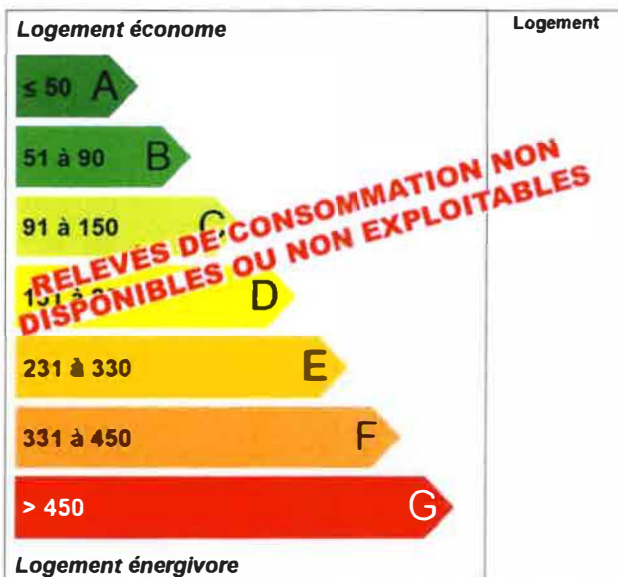 Logement économe
Logement
≤ 50 A
51 à 90 B
91 à 150 C
RELEVÉS DE CONSOMMATION NON
DISPONIBLES OU NON EXPLOITABLES
D
231 à 330 E
331 à 450 F
> 450 G
Logement énergivore